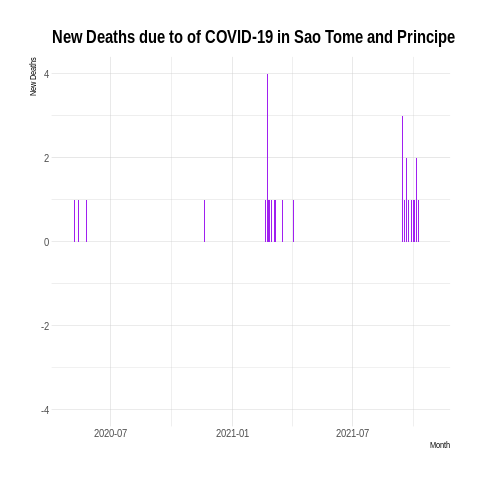 New Deaths due to of COVID-19 in Sao Tome and Principe
New Deaths
4
2
0
-2
-4
2020-07 2021-01 2021-07
Month